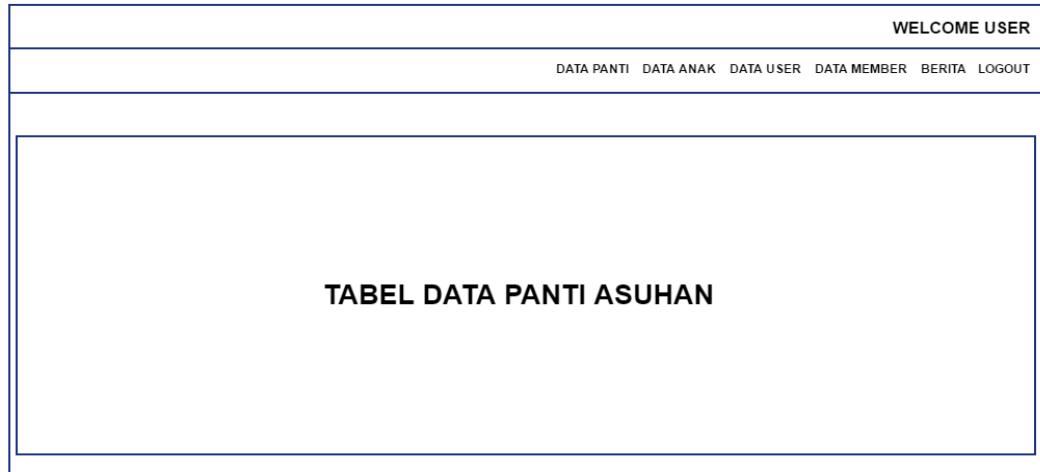 WELCOME USER
DATA PANTI DATA ANAK DATA USER DATA MEMBER BERITA LOGOUT
TABEL DATA PANTI ASUHAN